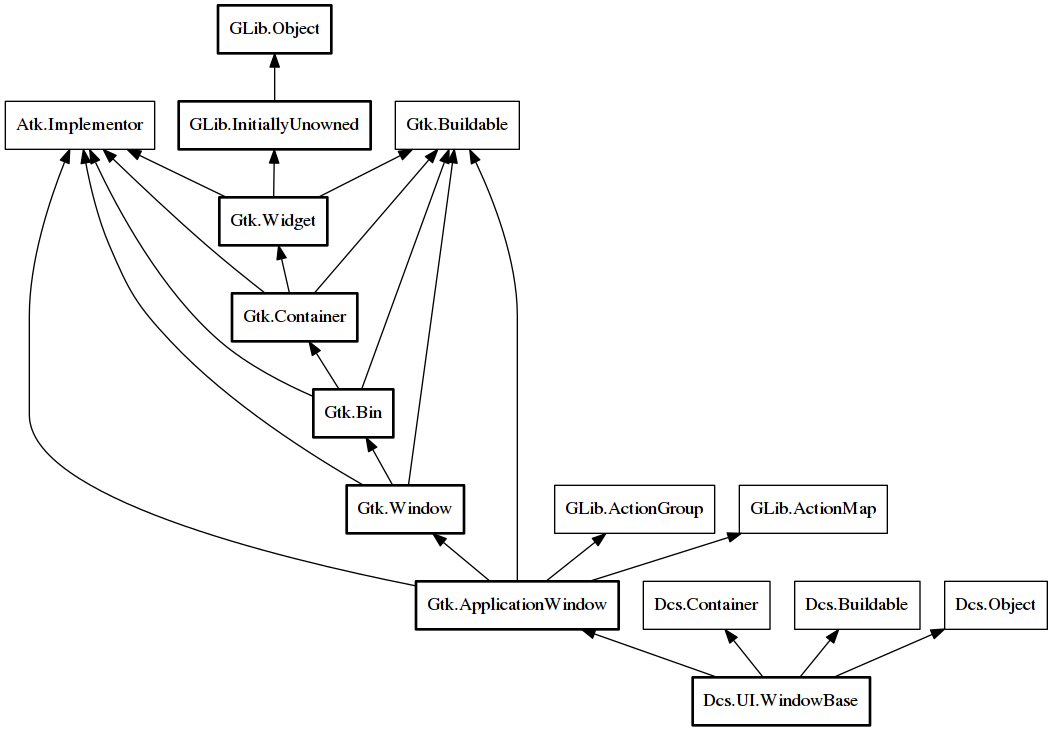 GLib.Object
Atk.Implementor
GLib.InitiallyUnowned
Gtk.Buildable
Gtk.Widget
Gtk.Container
Gtk.Bin
Gtk.Window
GLib.ActionGroup
GLib.ActionMap
Gtk.ApplicationWindow
Dcs.Container
Dcs.Buildable
Dcs.Object
Dcs.UI.WindowBase